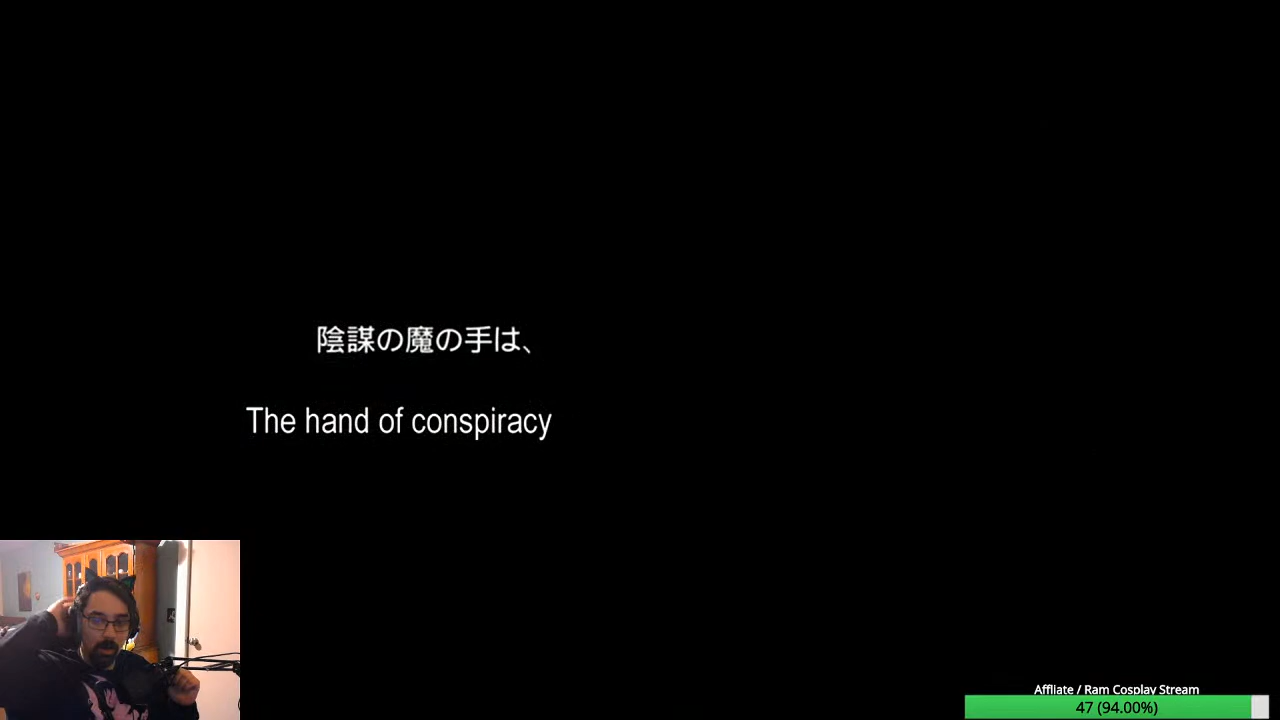 陰謀の魔の手は、
The hand of conspiracy
Affliate / Ram Cosplay Stream
47 (94.00%)